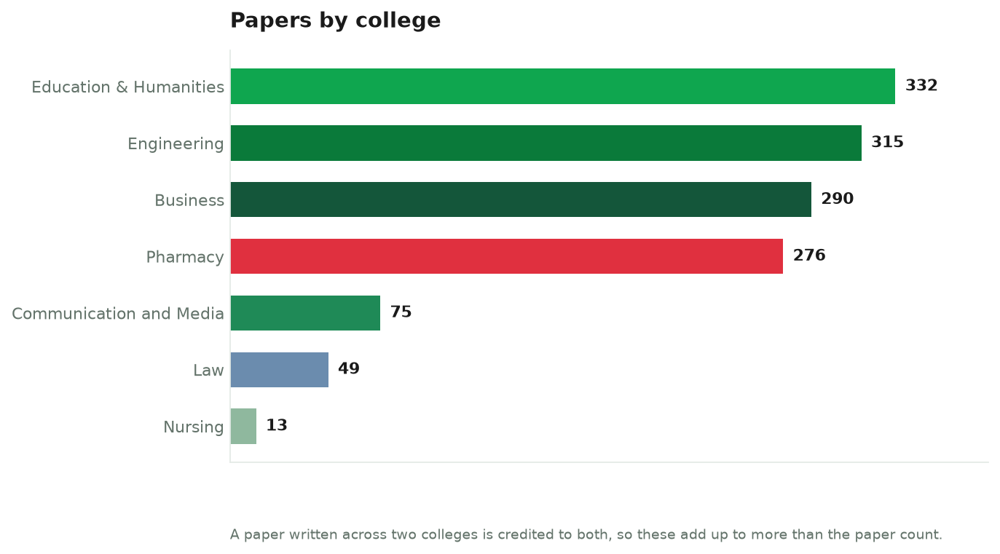 Papers by college
Education & Humanities 332
Engineering 315
Business 290
Pharmacy 276
Communication and Media 75
Law 49
Nursing 13
A paper written across two colleges is credited to both, so these add up to more than the paper count.